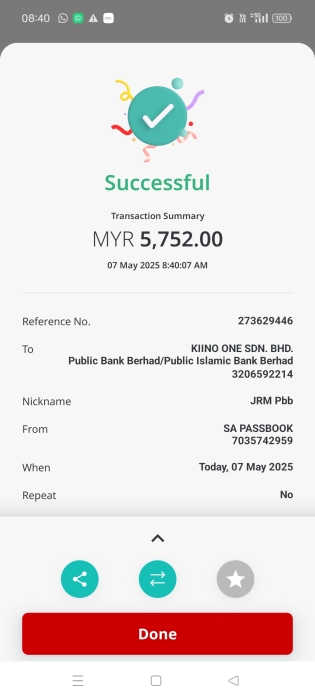 08:40
100
Successful
Transaction Summary
MYR 5,752.00
07 May 2025 8:40:07 AM
Reference No. 273629446
To KIINO ONE SDN. BHD.
Public Bank Berhad/Public Islamic Bank Berhad
3206592214
Nickname JRM Pbb
From SA PASSBOOK
7035742959
When Today, 07 May 2025
Repeat No
Done